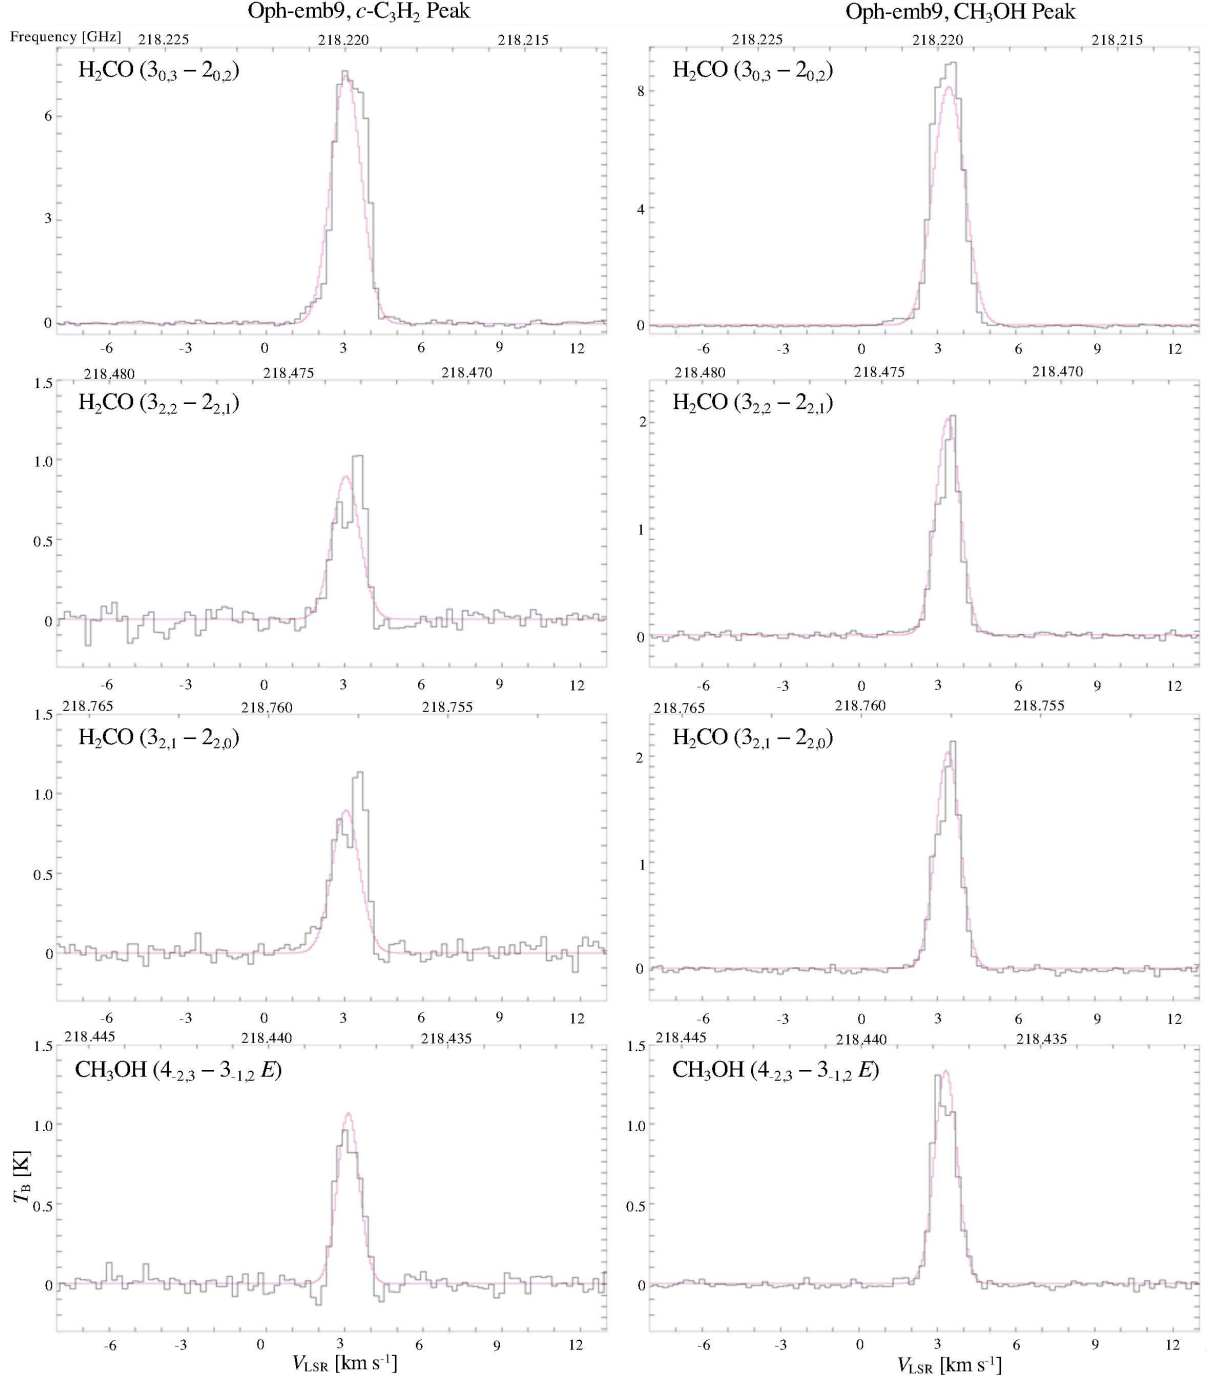 Oph-emb9, c-C₃H₂ Peak
Oph-emb9, CH₃OH Peak
Frequency [GHz] 218.225 218.220 218.215
218.225 218.220 218.215
H₂CO (3₀,₃ − 2₀,₂)
6
3
0
-6 -3 0 3 6 9 12
H₂CO (3₀,₃ − 2₀,₂)
8
4
0
-6 -3 0 3 6 9 12
218.480 218.475 218.470
H₂CO (3₂,₂ − 2₂,₁)
1.5
1.0
0.5
0
-6 -3 0 3 6 9 12
218.480 218.475 218.470
H₂CO (3₂,₂ − 2₂,₁)
2
1
0
-6 -3 0 3 6 9 12
218.765 218.760 218.755
H₂CO (3₂,₁ − 2₂,₀)
1.5
1.0
0.5
0
-6 -3 0 3 6 9 12
218.765 218.760 218.755
H₂CO (3₂,₁ − 2₂,₀)
2
1
0
-6 -3 0 3 6 9 12
218.445 218.440 218.435
CH₃OH (4₋₂,₃ − 3₋₁,₂ E)
1.5
1.0
0.5
0
T_B [K]
-6 -3 0 3 6 9 12
V_LSR [km s⁻¹]
218.445 218.440 218.435
CH₃OH (4₋₂,₃ − 3₋₁,₂ E)
1.5
1.0
0.5
0
-6 -3 0 3 6 9 12
V_LSR [km s⁻¹]